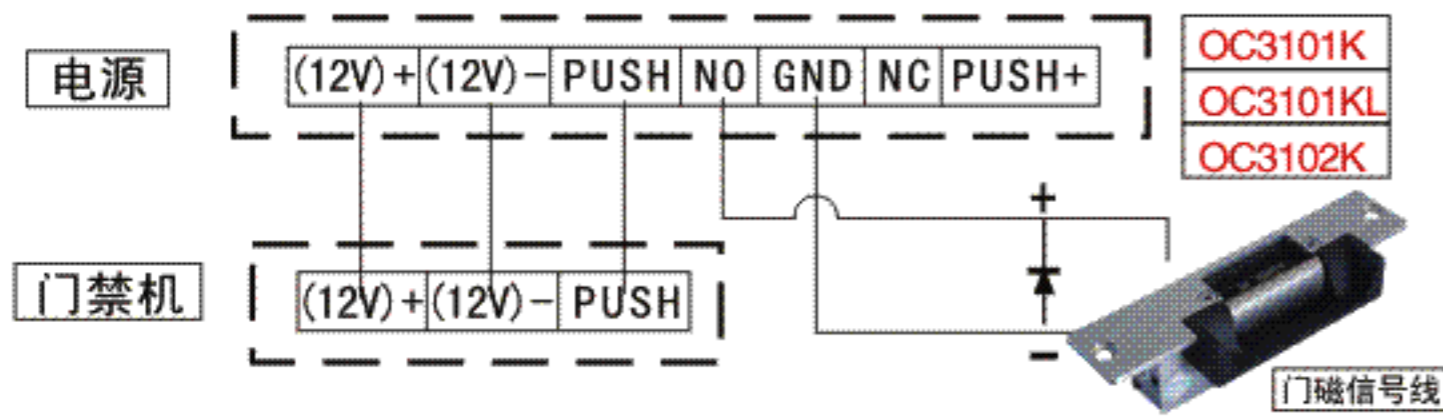 电源
(12V)+ (12V)- PUSH NO GND NC PUSH+
OC3101K
OC3101KL
OC3102K
+
门禁机
(12V)+ (12V)- PUSH
-
门磁信号线